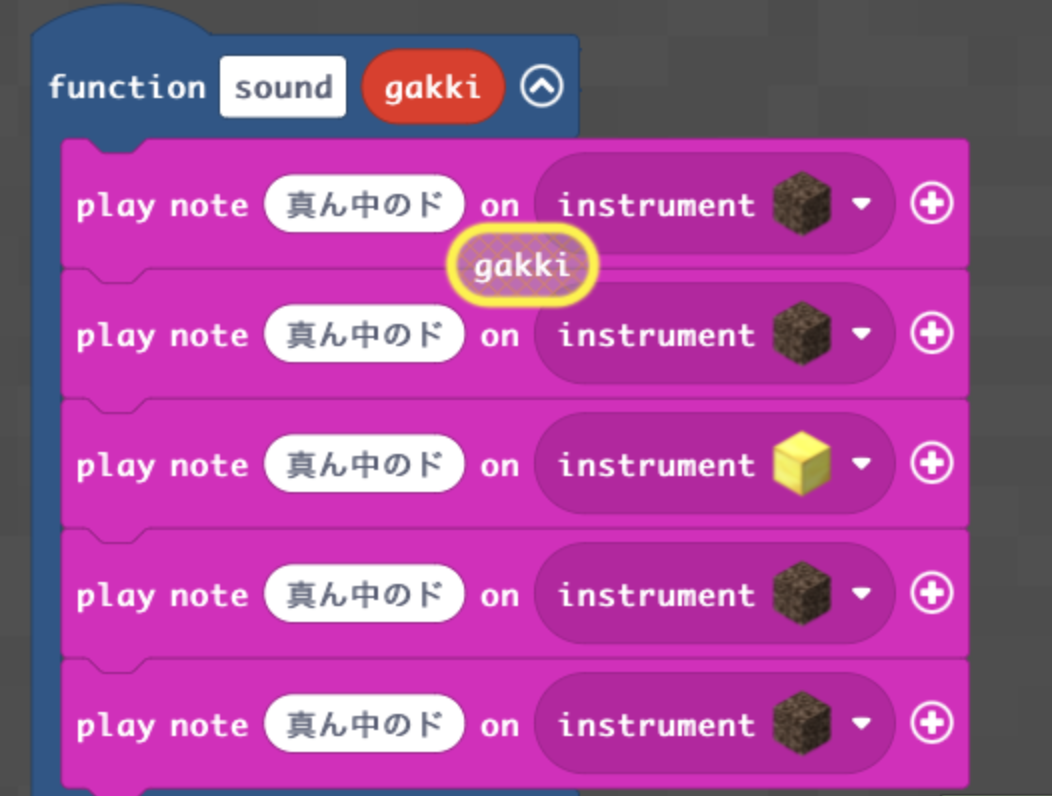 function sound gakki
play note 真ん中のド on instrument
gakki
play note 真ん中のド on instrument
play note 真ん中のド on instrument
play note 真ん中のド on instrument
play note 真ん中のド on instrument